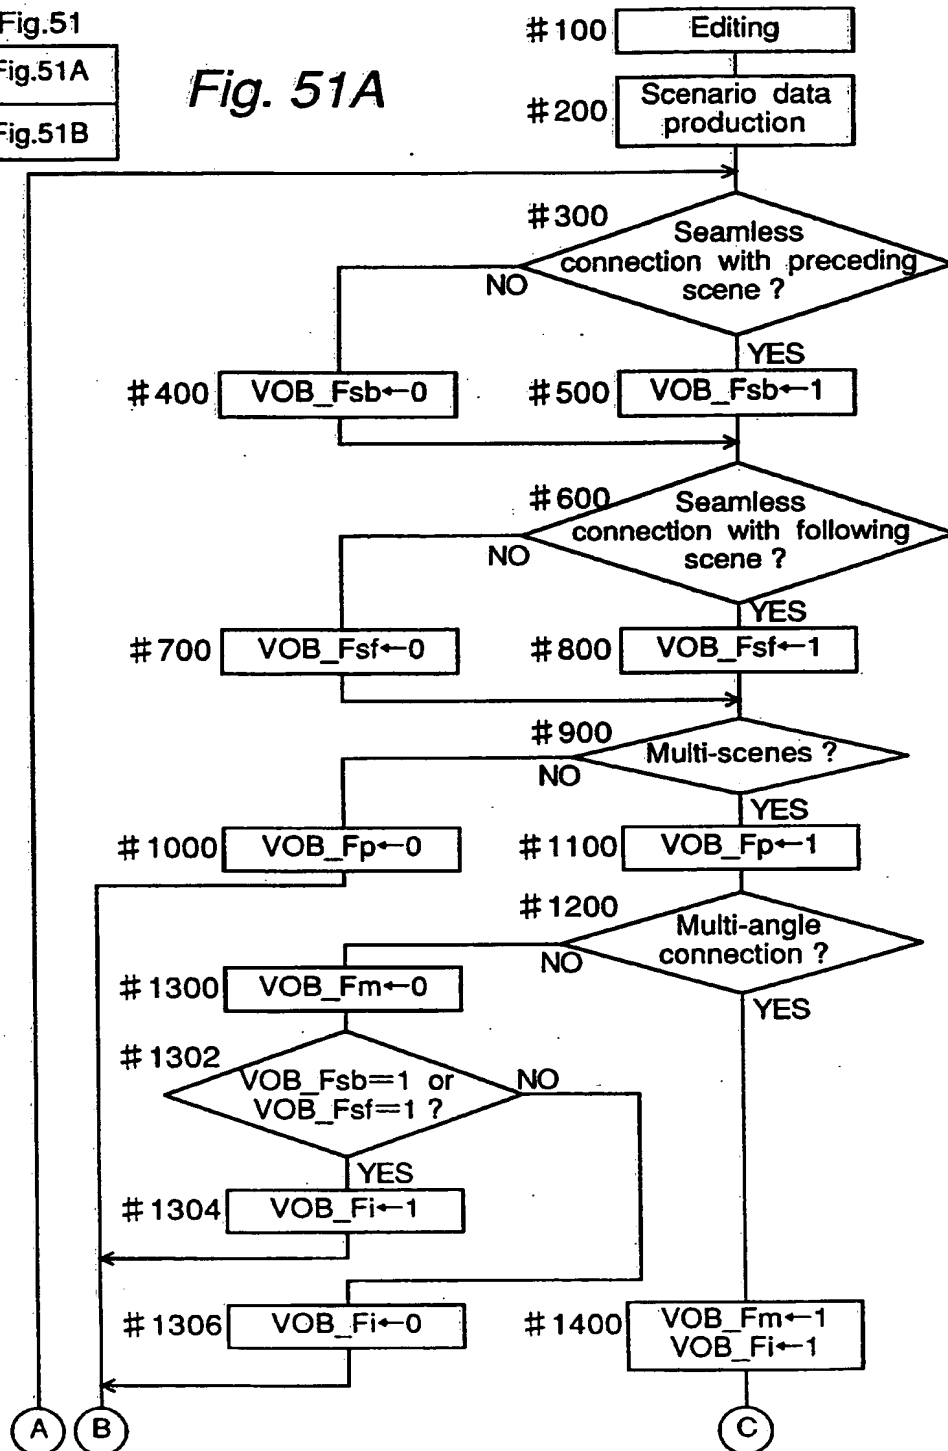 Fig.51
Fig.51A
Fig.51B
Fig. 51A
#100
Editing
#200
Scenario data
production
#300
Seamless
connection with preceding
scene ?
NO
YES
#400
VOB_Fsb←0
#500
VOB_Fsb←1
#600
Seamless
connection with following
scene ?
NO
YES
#700
VOB_Fsf←0
#800
VOB_Fsf←1
#900
Multi-scenes ?
NO
YES
#1000
VOB_Fp←0
#1100
VOB_Fp←1
#1200
Multi-angle
connection ?
NO
YES
#1300
VOB_Fm←0
#1302
VOB_Fsb=1 or
VOB_Fsf=1 ?
NO
YES
#1304
VOB_Fi←1
#1306
VOB_Fi←0
#1400
VOB_Fm←1
VOB_Fi←1
A
B
C